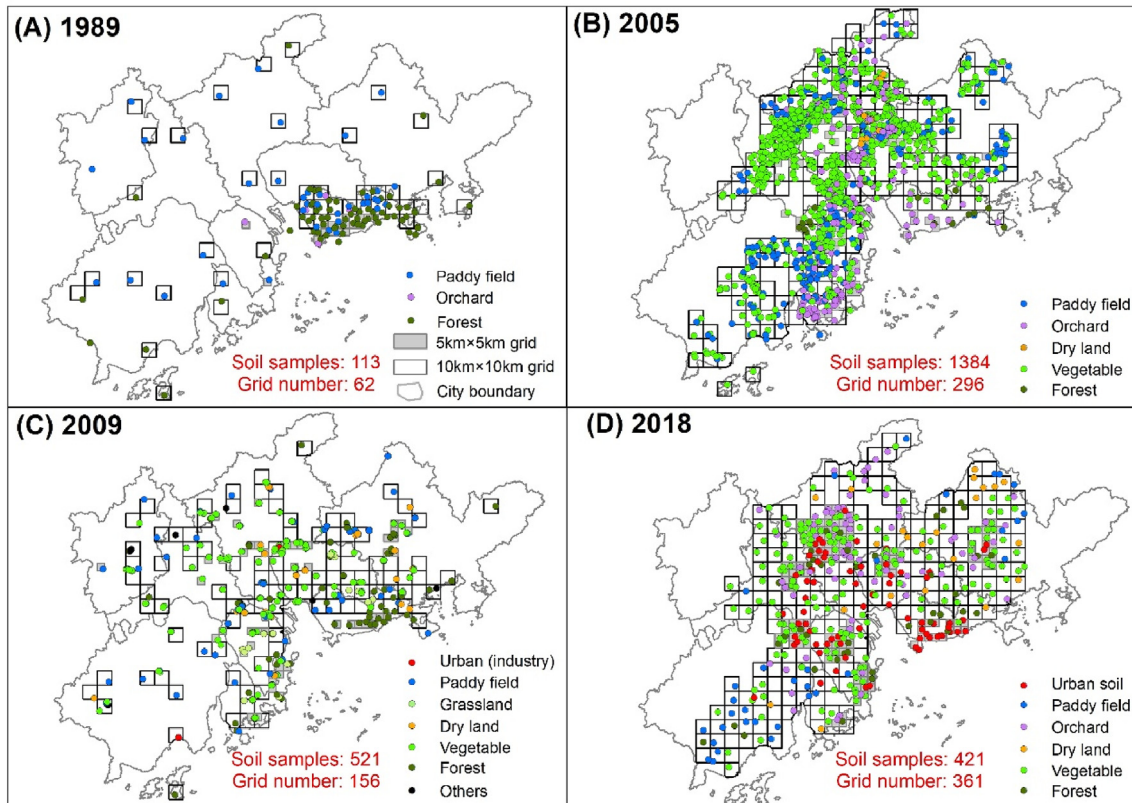 (A) 1989
Paddy field
Orchard
Forest
5km×5km grid
10km×10km grid
City boundary
Soil samples: 113
Grid number: 62
(B) 2005
Paddy field
Orchard
Dry land
Vegetable
Forest
Soil samples: 1384
Grid number: 296
(C) 2009
Urban (industry)
Paddy field
Grassland
Dry land
Vegetable
Forest
Others
Soil samples: 521
Grid number: 156
(D) 2018
Urban soil
Paddy field
Orchard
Dry land
Vegetable
Forest
Soil samples: 421
Grid number: 361